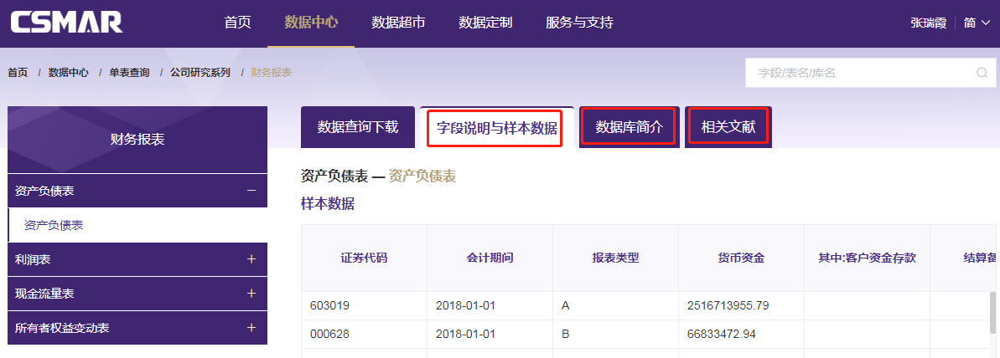 CSMAR 首页 数据中心 数据超市 数据定制 服务与支持 张瑞霞 简
首页 / 数据中心 / 单表查询 / 公司研究系列 / 财务报表 字段/表名/库名
财务报表
资产负债表
资产负债表
利润表
现金流量表
所有者权益变动表
数据查询下载 字段说明与样本数据 数据库简介 相关文献
资产负债表 — 资产负债表
样本数据
证券代码 会计期间 报表类型 货币资金 其中:客户资金存款 结算备
603019 2018-01-01 A 2516713955.79
000628 2018-01-01 B 66833472.94